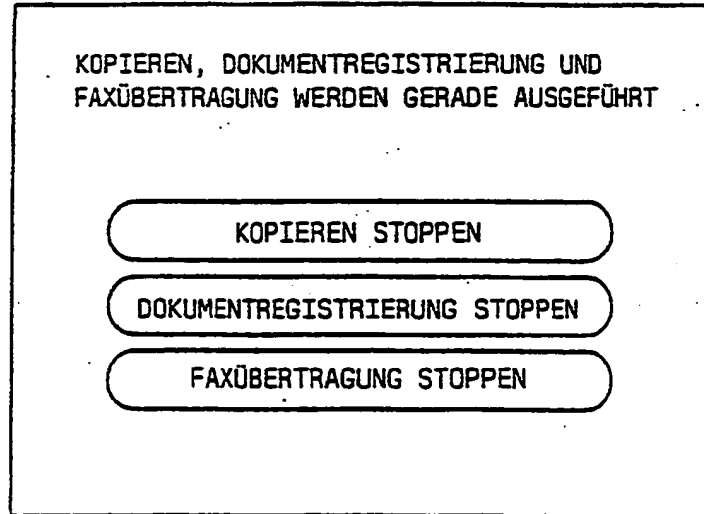 KOPIEREN, DOKUMENTREGISTRIERUNG UND
FAXÜBERTRAGUNG WERDEN GERADE AUSGEFÜHRT
KOPIEREN STOPPEN
DOKUMENTREGISTRIERUNG STOPPEN
FAXÜBERTRAGUNG STOPPEN